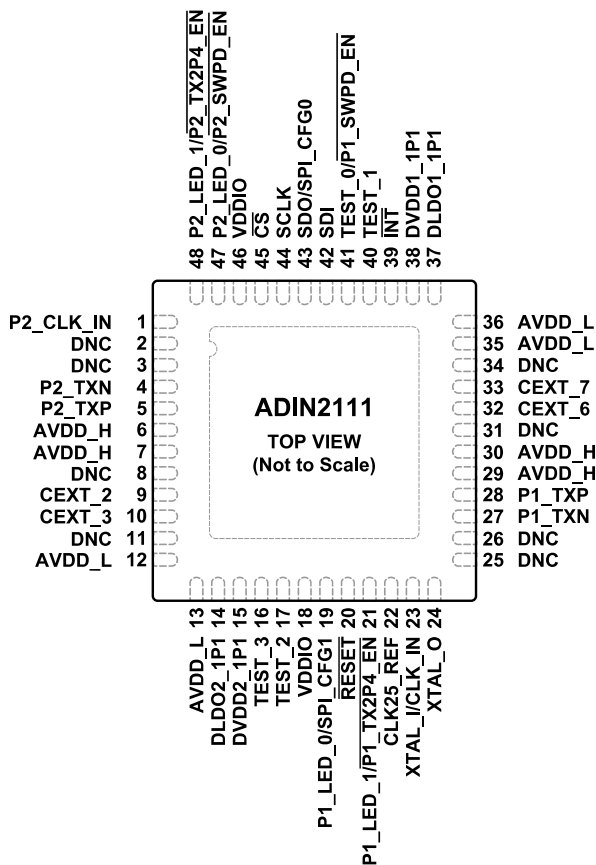 48 P2_LED_1/P2_TX2P4_EN
47 P2_LED_0/P2_SWPD_EN
46 VDDIO
45 CS
44 SCLK
43 SDO/SPI_CFG0
42 SDI
41 TEST_0/P1_SWPD_EN
40 TEST_1
39 INT
38 DVDD1_1P1
37 DLDO1_1P1
P2_CLK_IN 1
DNC 2
DNC 3
P2_TXN 4
P2_TXP 5
AVDD_H 6
AVDD_H 7
DNC 8
CEXT_2 9
CEXT_3 10
DNC 11
AVDD_L 12
ADIN2111
TOP VIEW
(Not to Scale)
36 AVDD_L
35 AVDD_L
34 DNC
33 CEXT_7
32 CEXT_6
31 DNC
30 AVDD_H
29 AVDD_H
28 P1_TXP
27 P1_TXN
26 DNC
25 DNC
AVDD_L 13
DLDO2_1P1 14
DVDD2_1P1 15
TEST_3 16
TEST_2 17
VDDIO 18
P1_LED_0/SPI_CFG1 19
RESET 20
P1_LED_1/P1_TX2P4_EN 21
CLK25_REF 22
XTAL_I/CLK_IN 23
XTAL_O 24